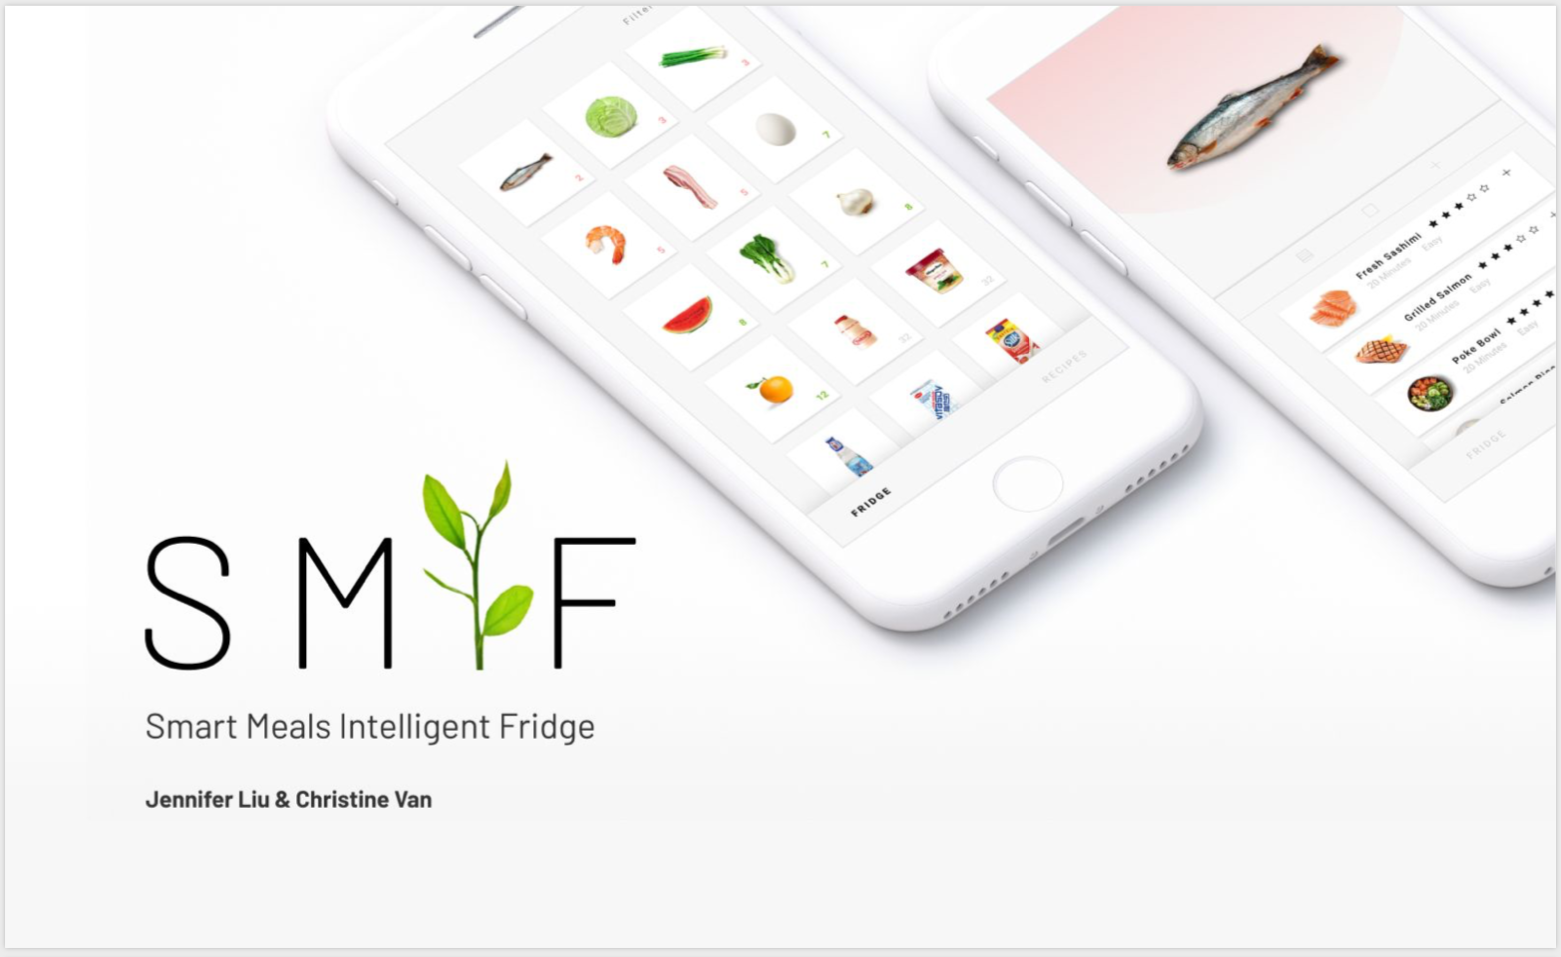 Filter
3
3
7
2
5
8
5
7
32
8
32
12
RECIPES
FRIDGE
Fresh Sashimi ★★★☆☆ +
20 Minutes Easy
Grilled Salmon ★★★☆☆
20 Minutes Easy
Poke Bowl ★★★★
20 Minutes Easy
FRIDGE
S M F
Smart Meals Intelligent Fridge
Jennifer Liu & Christine Van